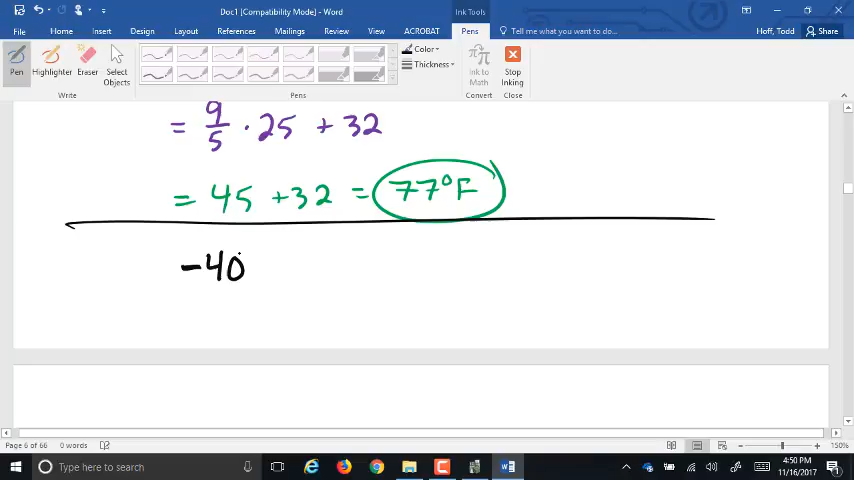 Doc1 [Compatibility Mode] - Word
Ink Tools
Hoff, Todd
File Home Insert Design Layout References Mailings Review View ACROBAT Pens Tell me what you want to do... Share
Pen Highlighter Eraser Select Objects
Color
Thickness
Ink to Math
Stop Inking
Write Pens Convert Close
= 9/5 · 25 + 32
= 45 + 32 = 77°F
-40
Page 6 of 66 0 words 150%
Type here to search
4:50 PM
11/16/2017